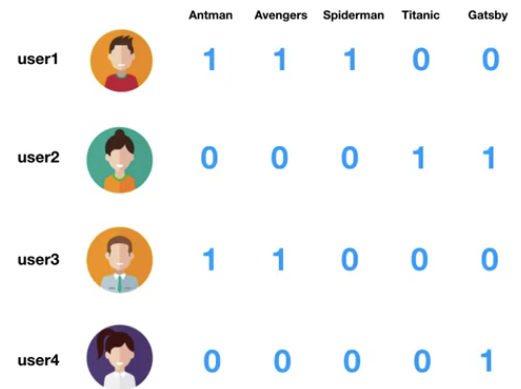 Antman Avengers Spiderman Titanic Gatsby
user1 1 1 1 0 0
user2 0 0 0 1 1
user3 1 1 0 0 0
user4 0 0 0 0 1